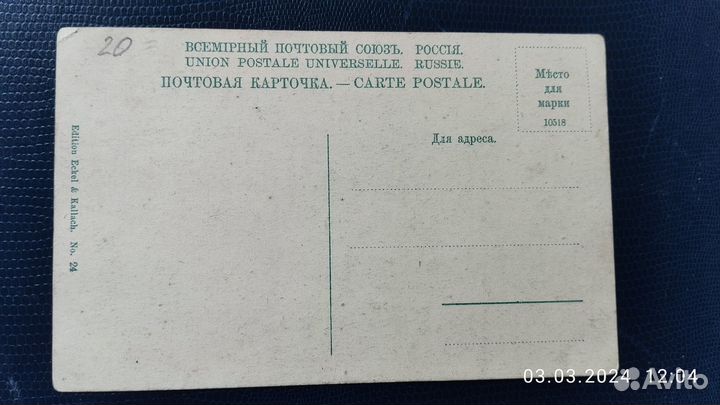 20
ВСЕМІРНЫЙ ПОЧТОВЫЙ СОЮЗЪ. РОССІЯ.
UNION POSTALE UNIVERSELLE. RUSSIE.
ПОЧТОВАЯ КАРТОЧКА. — CARTE POSTALE.
Мѣсто
для
марки
10518
Для адреса.
Edition Eckel & Kallach. No. 24
03.03.2024 12:04
Avito